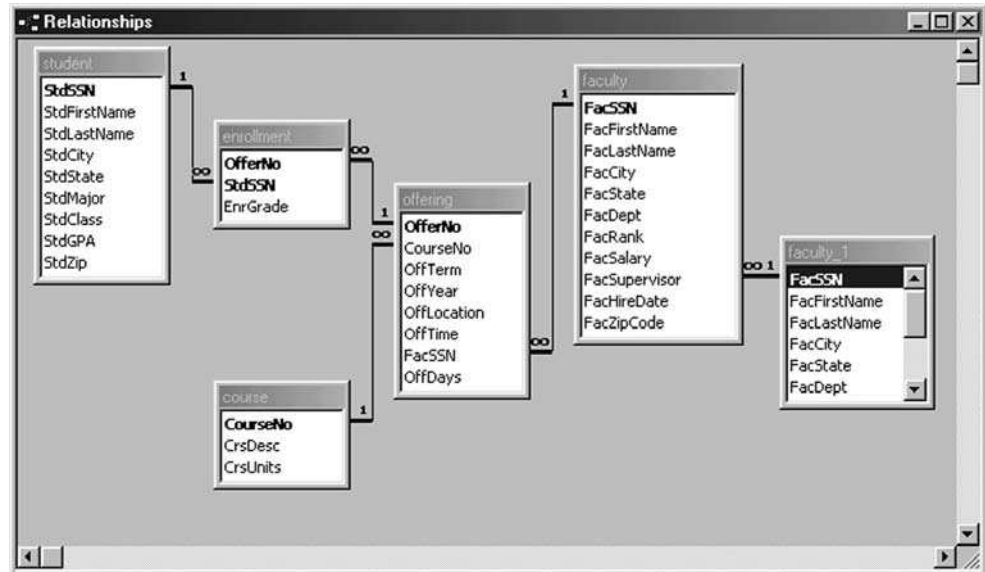 Relationships
student
StdSSN
StdFirstName
StdLastName
StdCity
StdState
StdMajor
StdClass
StdGPA
StdZip
1
∞
enrollment
OfferNo
StdSSN
EnrGrade
∞
1
∞
offering
OfferNo
CourseNo
OffTerm
OffYear
OffLocation
OffTime
FacSSN
OffDays
∞
1
course
CourseNo
CrsDesc
CrsUnits
1
faculty
FacSSN
FacFirstName
FacLastName
FacCity
FacState
FacDept
FacRank
FacSalary
FacSupervisor
FacHireDate
FacZipCode
∞ 1
faculty_1
FacSSN
FacFirstName
FacLastName
FacCity
FacState
FacDept